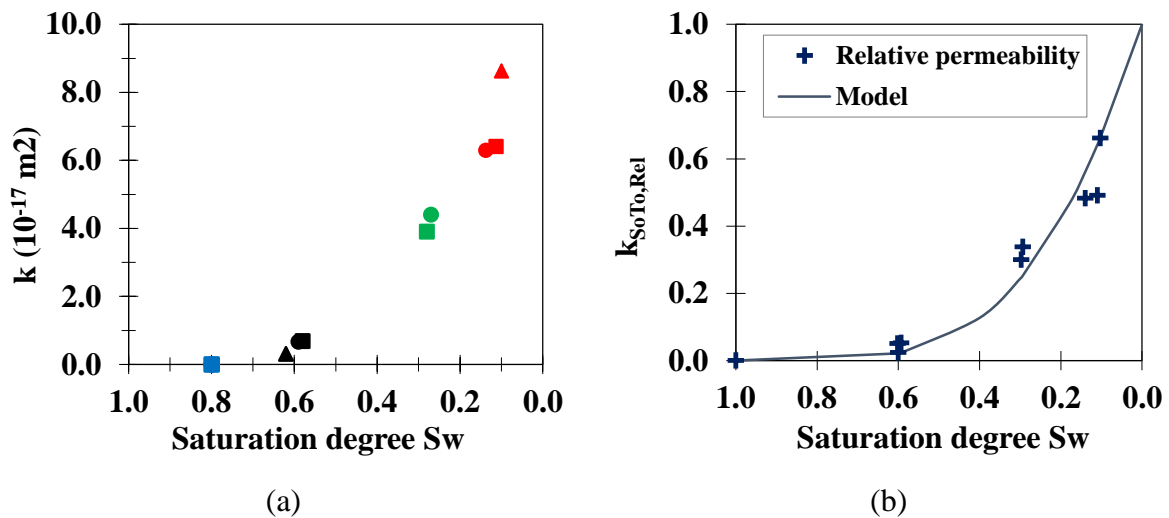 10.0
8.0
6.0
4.0
2.0
0.0
k (10-17 m2)
1.0 0.8 0.6 0.4 0.2 0.0
Saturation degree Sw
(a)
1.0
0.8
0.6
0.4
0.2
0.0
kSoTo,Rel
Relative permeability
Model
1.0 0.8 0.6 0.4 0.2 0.0
Saturation degree Sw
(b)